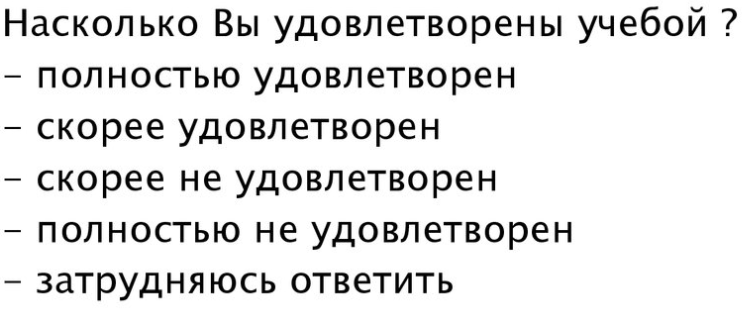 Насколько Вы удовлетворены учебой ?
– полностью удовлетворен
– скорее удовлетворен
– скорее не удовлетворен
– полностью не удовлетворен
– затрудняюсь ответить